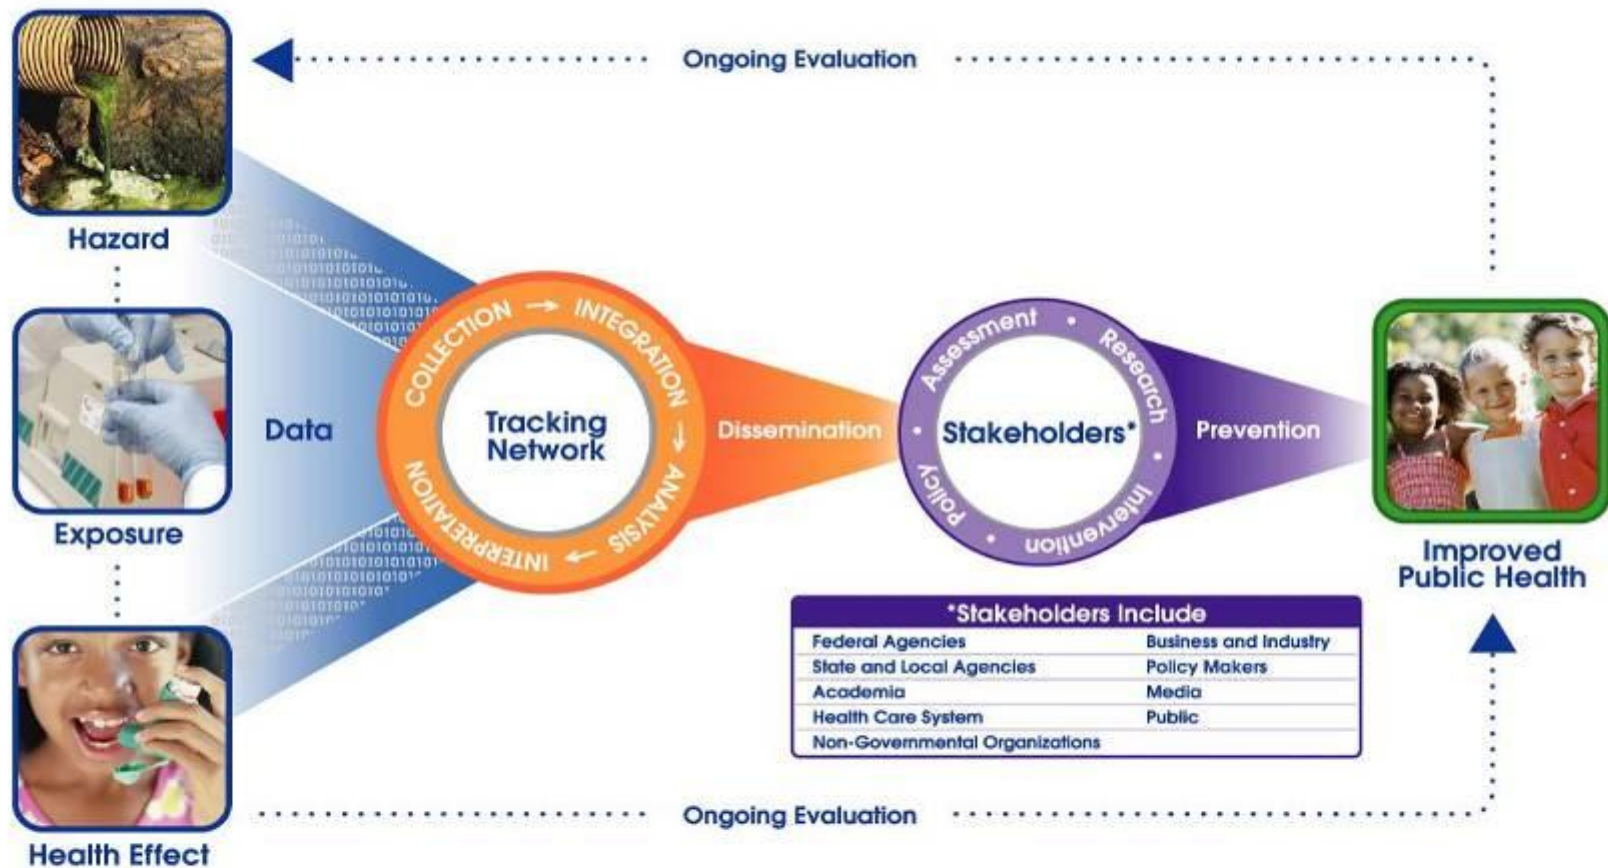 Ongoing Evaluation
Hazard
Exposure
Health Effect
Data
COLLECTION → INTEGRATION → ANALYSIS → INTERPRETATION
Tracking
Network
Dissemination
Assessment • Research • Intervention • Policy •
Stakeholders*
Prevention
Improved
Public Health
*Stakeholders Include
Federal Agencies
Business and Industry
State and Local Agencies
Policy Makers
Academia
Media
Health Care System
Public
Non-Governmental Organizations
Ongoing Evaluation